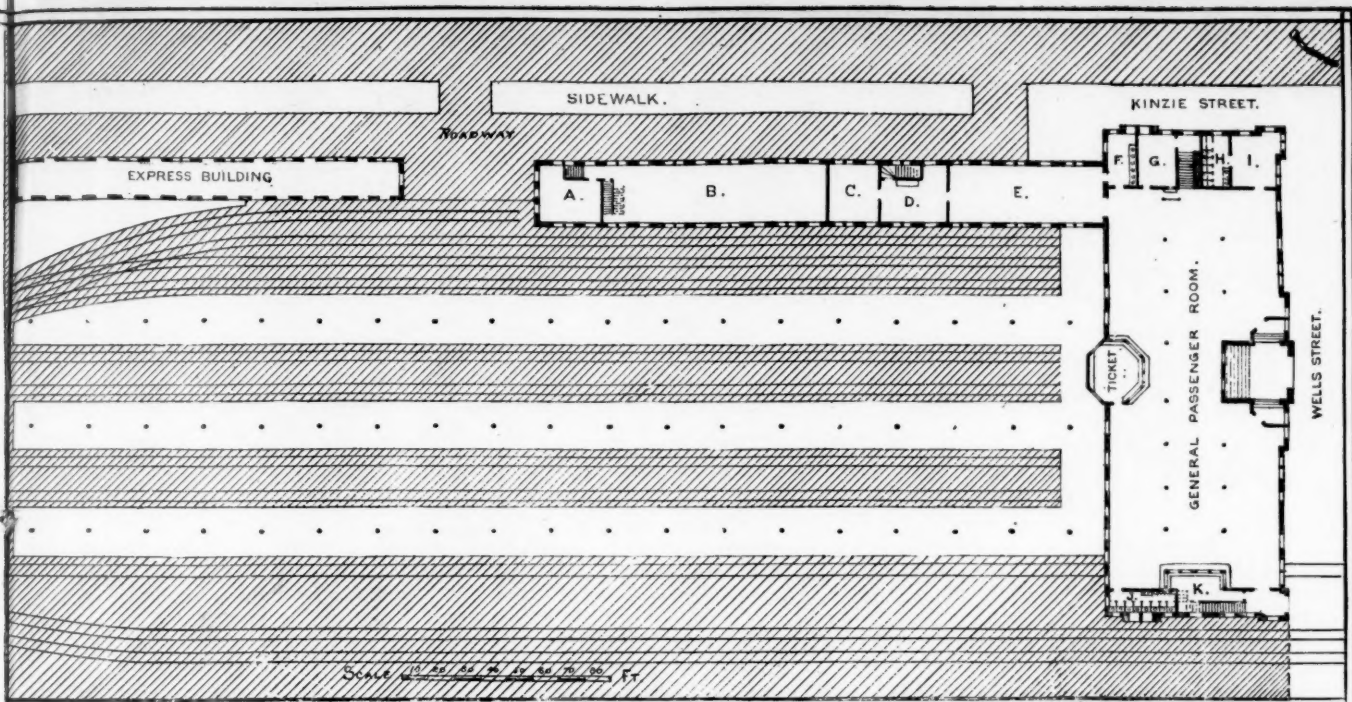 SIDEWALK.
KINZIE STREET.
ROADWAY
EXPRESS BUILDING
A.
B.
C.
D.
E.
F.
G.
H.
I.
GENERAL PASSENGER ROOM.
WELLS STREET.
TICKET
J.
K.
SCALE 10 20 30 40 50 60 70 80 FT